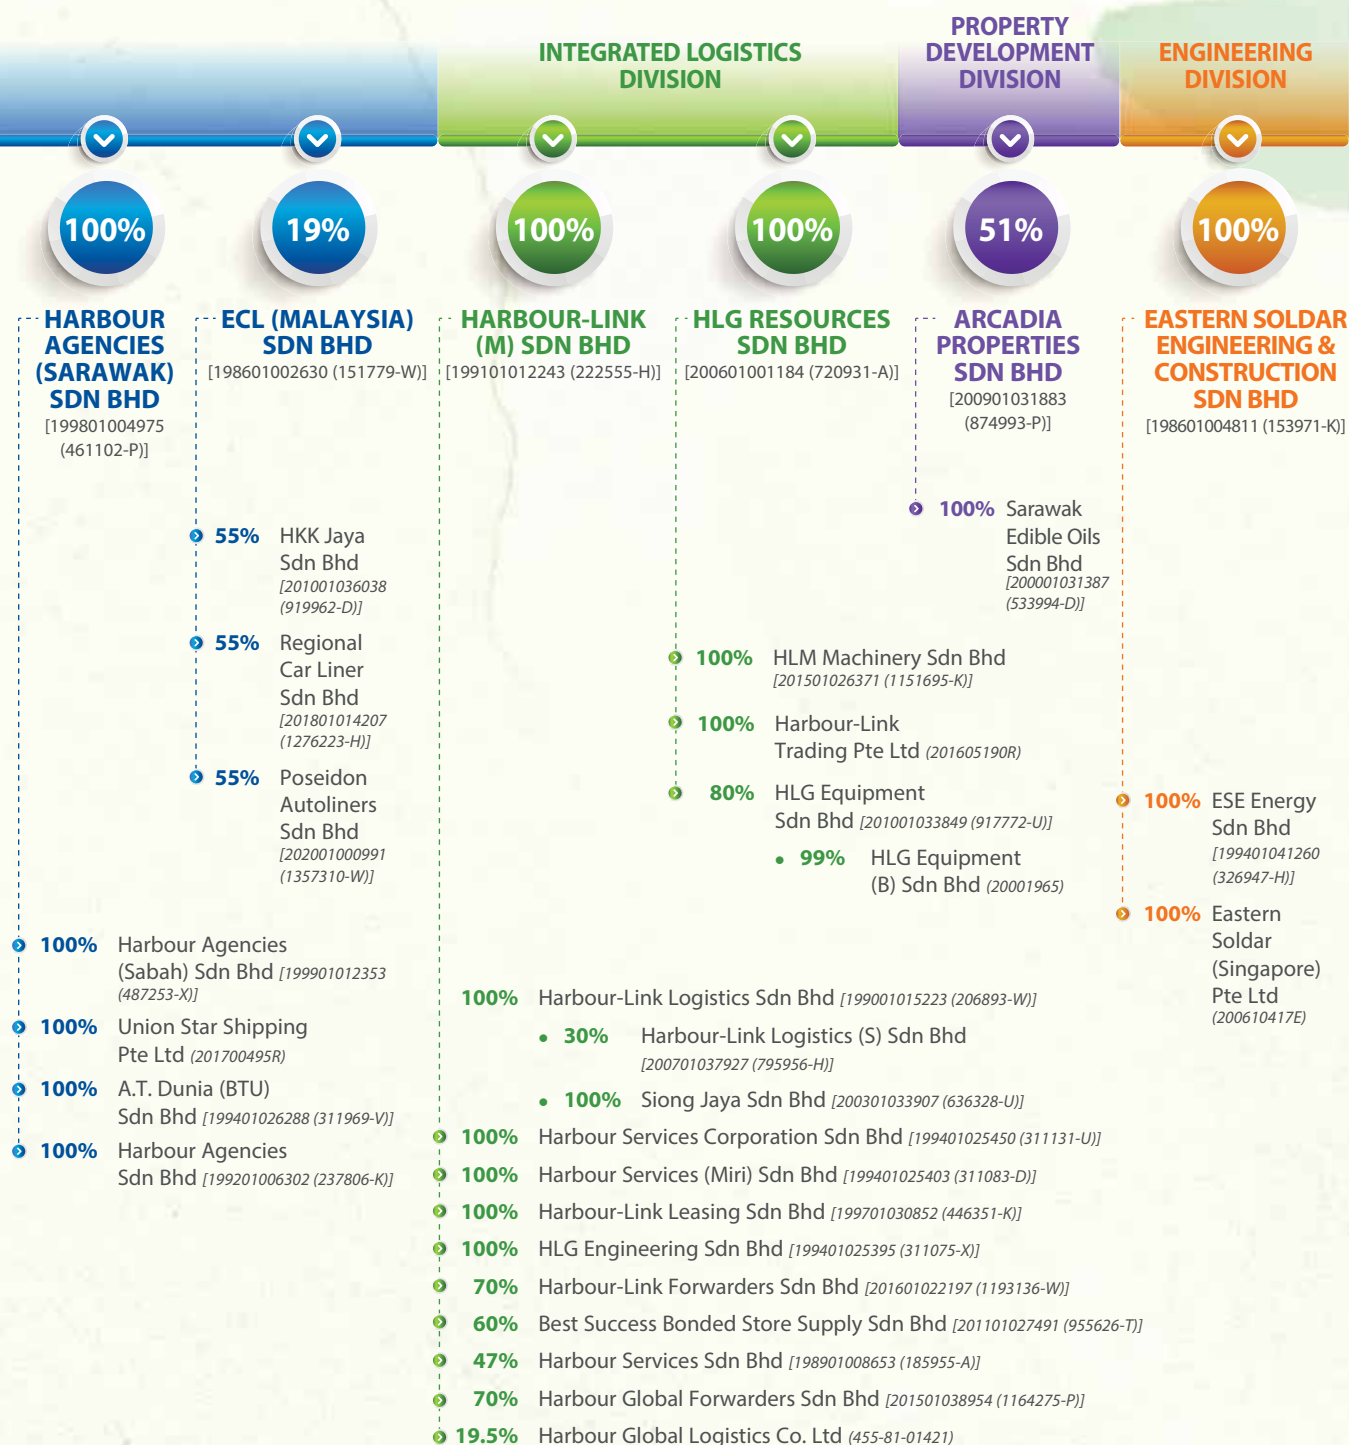 INTEGRATED LOGISTICS
DIVISION
PROPERTY
DEVELOPMENT
DIVISION
ENGINEERING
DIVISION
100%
19%
100%
100%
51%
100%
HARBOUR
AGENCIES
(SARAWAK)
SDN BHD
[199801004975
(461102-P)]
100% Harbour Agencies
(Sabah) Sdn Bhd [199901012353
(487253-X)]
100% Union Star Shipping
Pte Ltd (201700495R)
100% A.T. Dunia (BTU)
Sdn Bhd [199401026288 (311969-V)]
100% Harbour Agencies
Sdn Bhd [199201006302 (237806-K)]
ECL (MALAYSIA)
SDN BHD
[198601002630 (151779-W)]
55% HKK Jaya
Sdn Bhd
[201001036038
(919962-D)]
55% Regional
Car Liner
Sdn Bhd
[201801014207
(1276223-H)]
55% Poseidon
Autoliners
Sdn Bhd
[202001000991
(1357310-W)]
HARBOUR-LINK
(M) SDN BHD
[199101012243 (222555-H)]
100% Harbour-Link Logistics Sdn Bhd [199001015223 (206893-W)]
• 30% Harbour-Link Logistics (S) Sdn Bhd
[200701037927 (795956-H)]
• 100% Siong Jaya Sdn Bhd [200301033907 (636328-U)]
100% Harbour Services Corporation Sdn Bhd [199401025450 (311131-U)]
100% Harbour Services (Miri) Sdn Bhd [199401025403 (311083-D)]
100% Harbour-Link Leasing Sdn Bhd [199701030852 (446351-K)]
100% HLG Engineering Sdn Bhd [199401025395 (311075-X)]
70% Harbour-Link Forwarders Sdn Bhd [201601022197 (1193136-W)]
60% Best Success Bonded Store Supply Sdn Bhd [201101027491 (955626-T)]
47% Harbour Services Sdn Bhd [198901008653 (185955-A)]
70% Harbour Global Forwarders Sdn Bhd [201501038954 (1164275-P)]
19.5% Harbour Global Logistics Co. Ltd (455-81-01421)
HLG RESOURCES
SDN BHD
[200601001184 (720931-A)]
100% HLM Machinery Sdn Bhd
[201501026371 (1151695-K)]
100% Harbour-Link
Trading Pte Ltd (201605190R)
80% HLG Equipment
Sdn Bhd [201001033849 (917772-U)]
• 99% HLG Equipment
(B) Sdn Bhd (20001965)
ARCADIA
PROPERTIES
SDN BHD
[200901031883
(874993-P)]
100% Sarawak
Edible Oils
Sdn Bhd
[200001031387
(533994-D)]
EASTERN SOLDAR
ENGINEERING &
CONSTRUCTION
SDN BHD
[198601004811 (153971-K)]
100% ESE Energy
Sdn Bhd
[199401041260
(326947-H)]
100% Eastern
Soldar
(Singapore)
Pte Ltd
(200610417E)